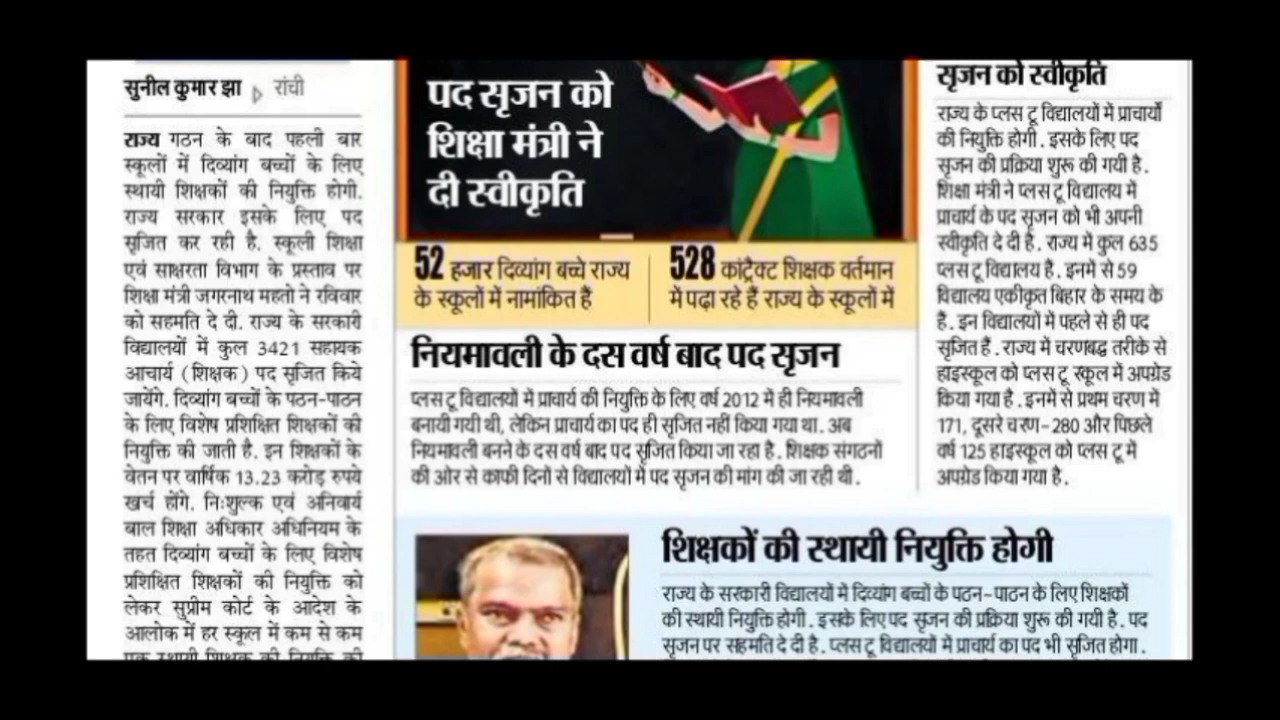 सुनील कुमार झा रांची
राज्य गठन के बाद पहली बार
स्कूलों में दिव्यांग बच्चों के लिए
स्थायी शिक्षकों की नियुक्ति होगी.
राज्य सरकार इसके लिए पद
सृजित कर रही है. स्कूली शिक्षा
एवं साक्षरता विभाग के प्रस्ताव पर
शिक्षा मंत्री जगरनाथ महतो ने रविवार
को सहमति दे दी. राज्य के सरकारी
विद्यालयों में कुल 3421 सहायक
आचार्य (शिक्षक) पद सृजित किये
जायेंगे. दिव्यांग बच्चों के पठन-पाठन
के लिए विशेष प्रशिक्षित शिक्षकों की
नियुक्ति की जाती है. इन शिक्षकों के
वेतन पर वार्षिक 13.23 करोड़ रुपये
खर्च होंगे. निःशुल्क एवं अनिवार्य
बाल शिक्षा अधिकार अधिनियम के
तहत दिव्यांग बच्चों के लिए विशेष
प्रशिक्षित शिक्षकों की नियुक्ति को
लेकर सुप्रीम कोर्ट के आदेश के
आलोक में हर स्कूल में कम से कम
एक स्थायी शिक्षक की नियुक्ति की
पद सृजन को
शिक्षा मंत्री ने
दी स्वीकृति
52 हजार दिव्यांग बच्चे राज्य
के स्कूलों में नामांकित हैं
528 कांट्रैक्ट शिक्षक वर्तमान
में पढ़ा रहे हैं राज्य के स्कूलों में
नियमावली के दस वर्ष बाद पद सृजन
प्लस टू विद्यालयों में प्राचार्य की नियुक्ति के लिए वर्ष 2012 में ही नियमावली
बनायी गयी थी, लेकिन प्राचार्य का पद ही सृजित नहीं किया गया था. अब
नियमावली बनने के दस वर्ष बाद पद सृजित किया जा रहा है. शिक्षक संगठनों
की ओर से काफी दिनों से विद्यालयों में पद सृजन की मांग की जा रही थी.
सृजन को स्वीकृति
राज्य के प्लस टू विद्यालयों में प्राचार्यों
की नियुक्ति होगी. इसके लिए पद
सृजन की प्रक्रिया शुरू की गयी है.
शिक्षा मंत्री ने प्लस टू विद्यालय में
प्राचार्य के पद सृजन को भी अपनी
स्वीकृति दे दी है. राज्य में कुल 635
प्लस टू विद्यालय है. इनमें से 59
विद्यालय एकीकृत बिहार के समय के
है. इन विद्यालयों में पहले से ही पद
सृजित हैं. राज्य में चरणबद्ध तरीके से
हाइस्कूल को प्लस टू स्कूल में अपग्रेड
किया गया है. इनमें से प्रथम चरण में
171, दूसरे चरण-280 और पिछले
वर्ष 125 हाइस्कूल को प्लस टू में
अपग्रेड किया गया है.
शिक्षकों की स्थायी नियुक्ति होगी
राज्य के सरकारी विद्यालयों में दिव्यांग बच्चों के पठन-पाठन के लिए शिक्षकों
की स्थायी नियुक्ति होगी. इसके लिए पद सृजन की प्रक्रिया शुरू की गयी है. पद
सृजन पर सहमति दे दी है. प्लस टू विद्यालयों में प्राचार्य का पद भी सृजित होगा.